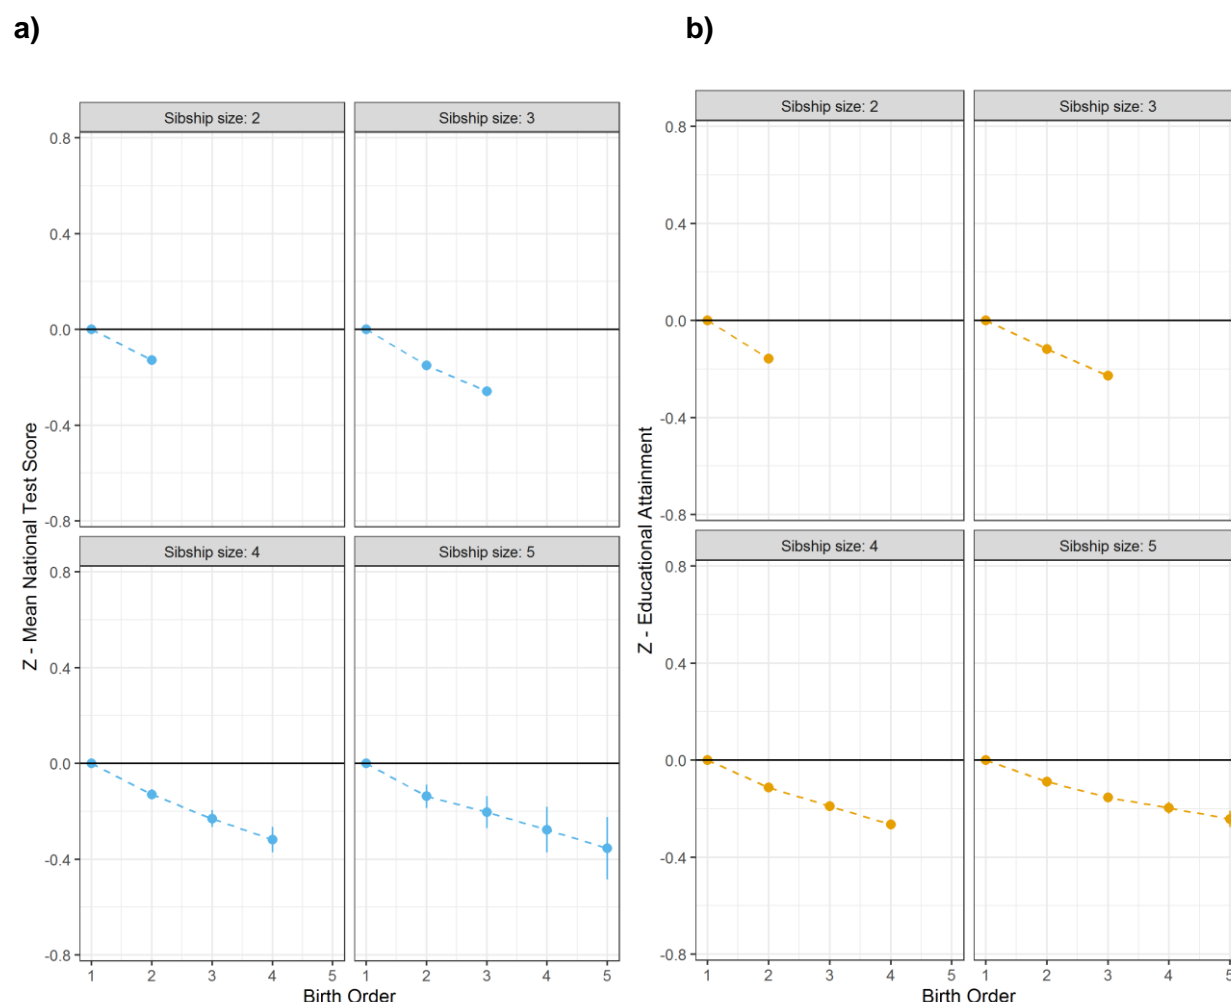 a)
Sibship size: 2
Sibship size: 3
0.8
0.4
0.0
-0.4
-0.8
Sibship size: 4
Sibship size: 5
0.8
0.4
0.0
-0.4
-0.8
1 2 3 4 5
1 2 3 4 5
Z - Mean National Test Score
Birth Order
b)
Sibship size: 2
Sibship size: 3
0.8
0.4
0.0
-0.4
-0.8
Sibship size: 4
Sibship size: 5
0.8
0.4
0.0
-0.4
-0.8
1 2 3 4 5
1 2 3 4 5
Z - Educational Attainment
Birth Order